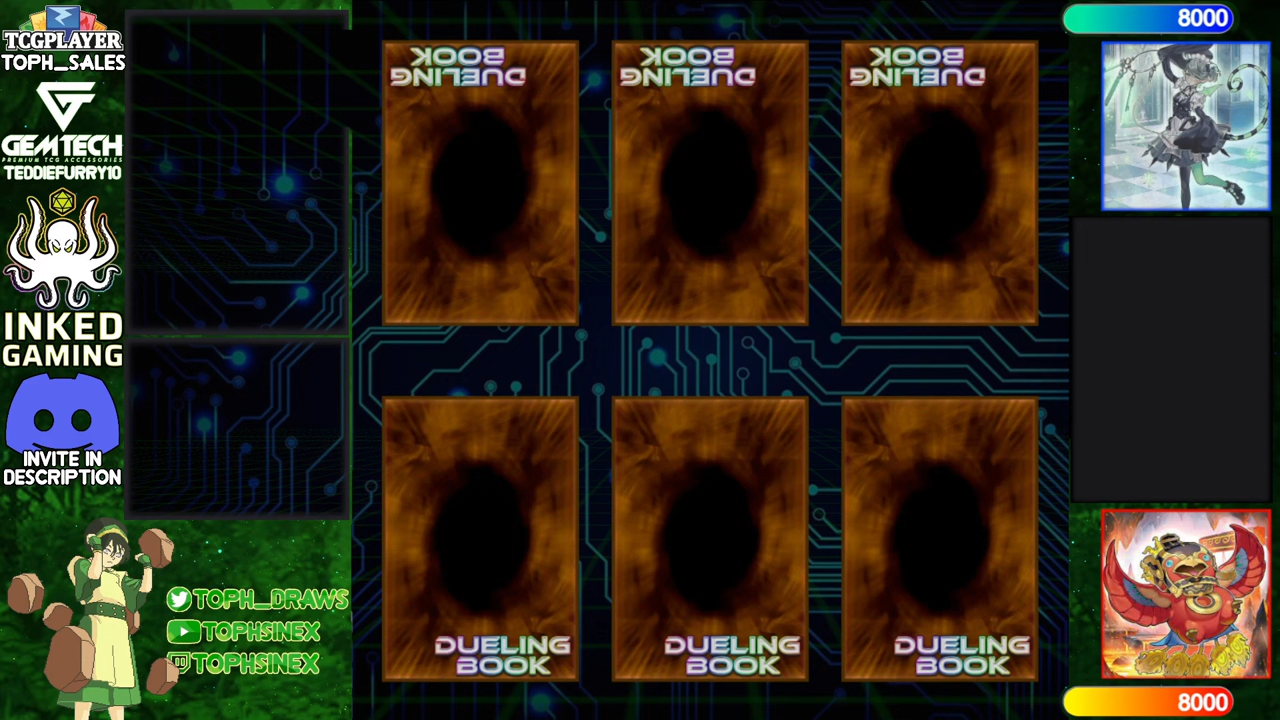 TCGPLAYER
TOPH_SALES
GEMTECH
PREMIUM TCG ACCESSORIES
TEDDIEFURRY10
INKED
GAMING
INVITE IN
DESCRIPTION
TOPH_DRAWS
TOPHSINEX
TOPHSINEX
DUELING
BOOK
DUELING
BOOK
DUELING
BOOK
DUELING
BOOK
DUELING
BOOK
DUELING
BOOK
8000
8000